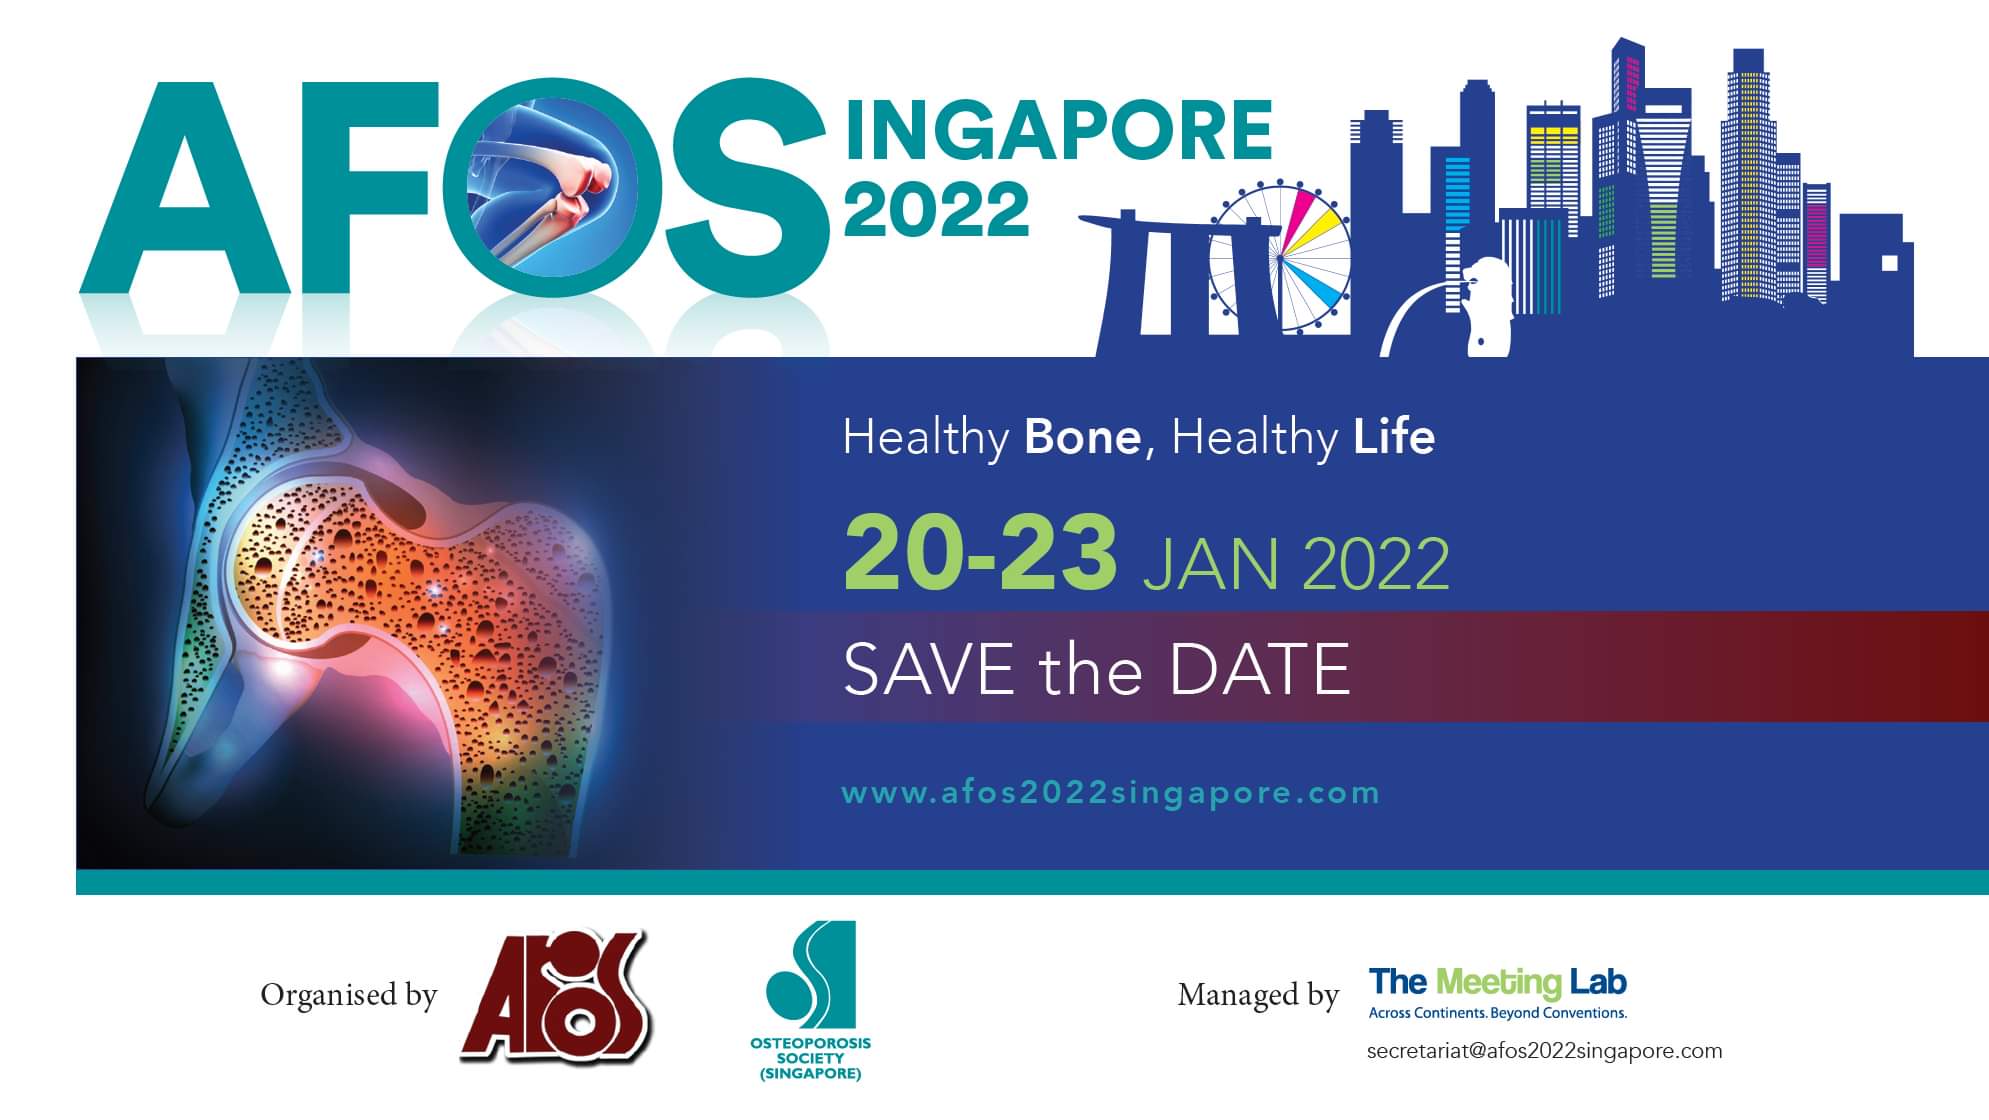 AFOS
INGAPORE
2022
Healthy Bone, Healthy Life
20-23 JAN 2022
SAVE the DATE
www.afos2022singapore.com
Organised by
AFOS
OSTEOPOROSIS
SOCIETY
(SINGAPORE)
Managed by
The Meeting Lab
Across Continents. Beyond Conventions.
secretariat@afos2022singapore.com